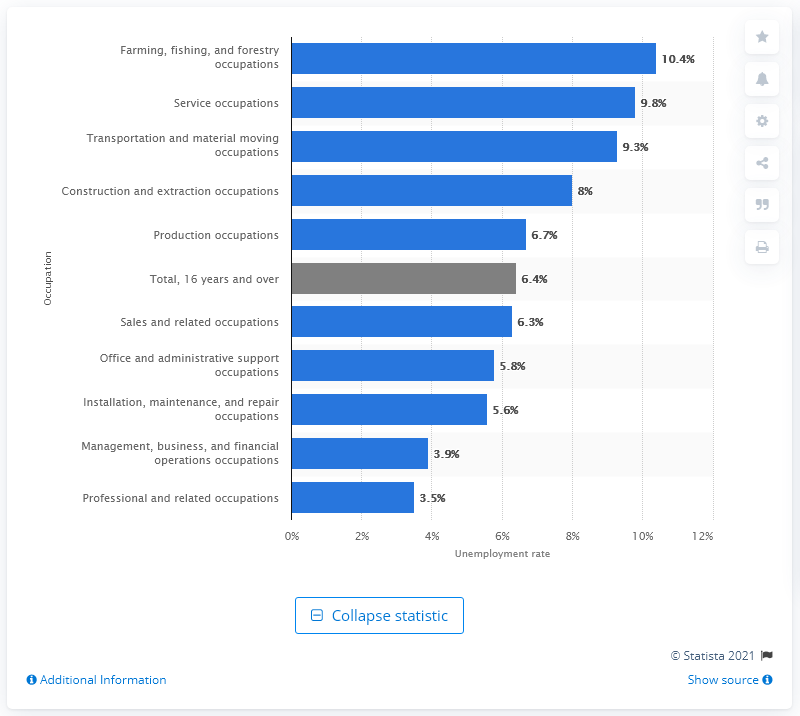 Farming, fishing, and forestry
occupations
10.4%
Service occupations
9.8%
Transportation and material moving
occupations
9.3%
Construction and extraction occupations
8%
Production occupations
6.7%
Occupation
Total, 16 years and over
6.4%
Sales and related occupations
6.3%
Office and administrative support
occupations
5.8%
Installation, maintenance, and repair
occupations
5.6%
Management, business, and financial
operations occupations
3.9%
Professional and related occupations
3.5%
0% 2% 4% 6% 8% 10% 12%
Unemployment rate
Collapse statistic
© Statista 2021
Additional Information
Show source